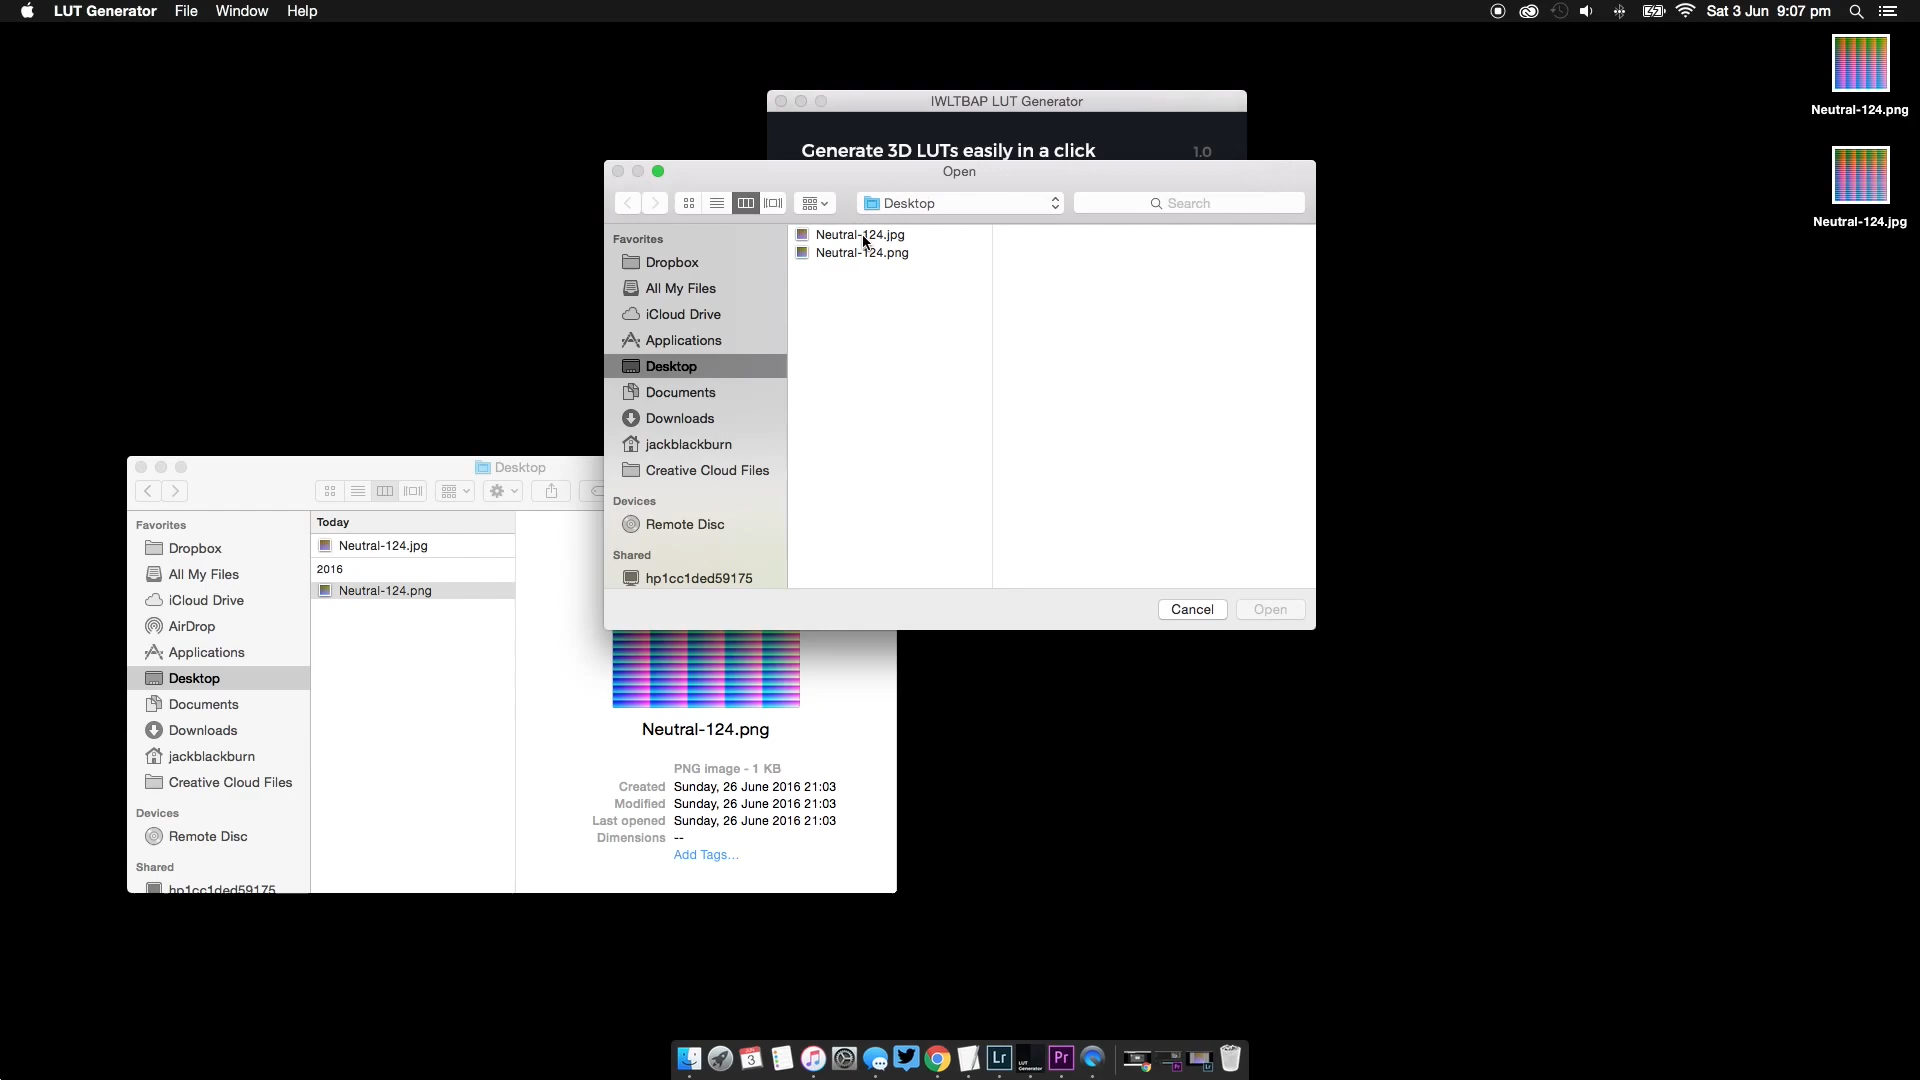 LUT Generator File Window Help
Sat 3 Jun 9:07 pm
Neutral-124.png
Neutral-124.jpg
IWLTBAP LUT Generator
Generate 3D LUTs easily in a click 1.0
Open
Desktop
Search
Favorites
Dropbox
All My Files
iCloud Drive
Applications
Desktop
Documents
Downloads
jackblackburn
Creative Cloud Files
Devices
Remote Disc
Shared
hp1cc1ded59175
Neutral-124.jpg
Neutral-124.png
Cancel
Open
Desktop
Favorites
Dropbox
All My Files
iCloud Drive
AirDrop
Applications
Desktop
Documents
Downloads
jackblackburn
Creative Cloud Files
Devices
Remote Disc
Shared
hp1cc1ded59175
Today
Neutral-124.jpg
2016
Neutral-124.png
Neutral-124.png
PNG image - 1 KB
Created Sunday, 26 June 2016 21:03
Modified Sunday, 26 June 2016 21:03
Last opened Sunday, 26 June 2016 21:03
Dimensions --
Add Tags...
3
Lr
LUT
Generator
Pr